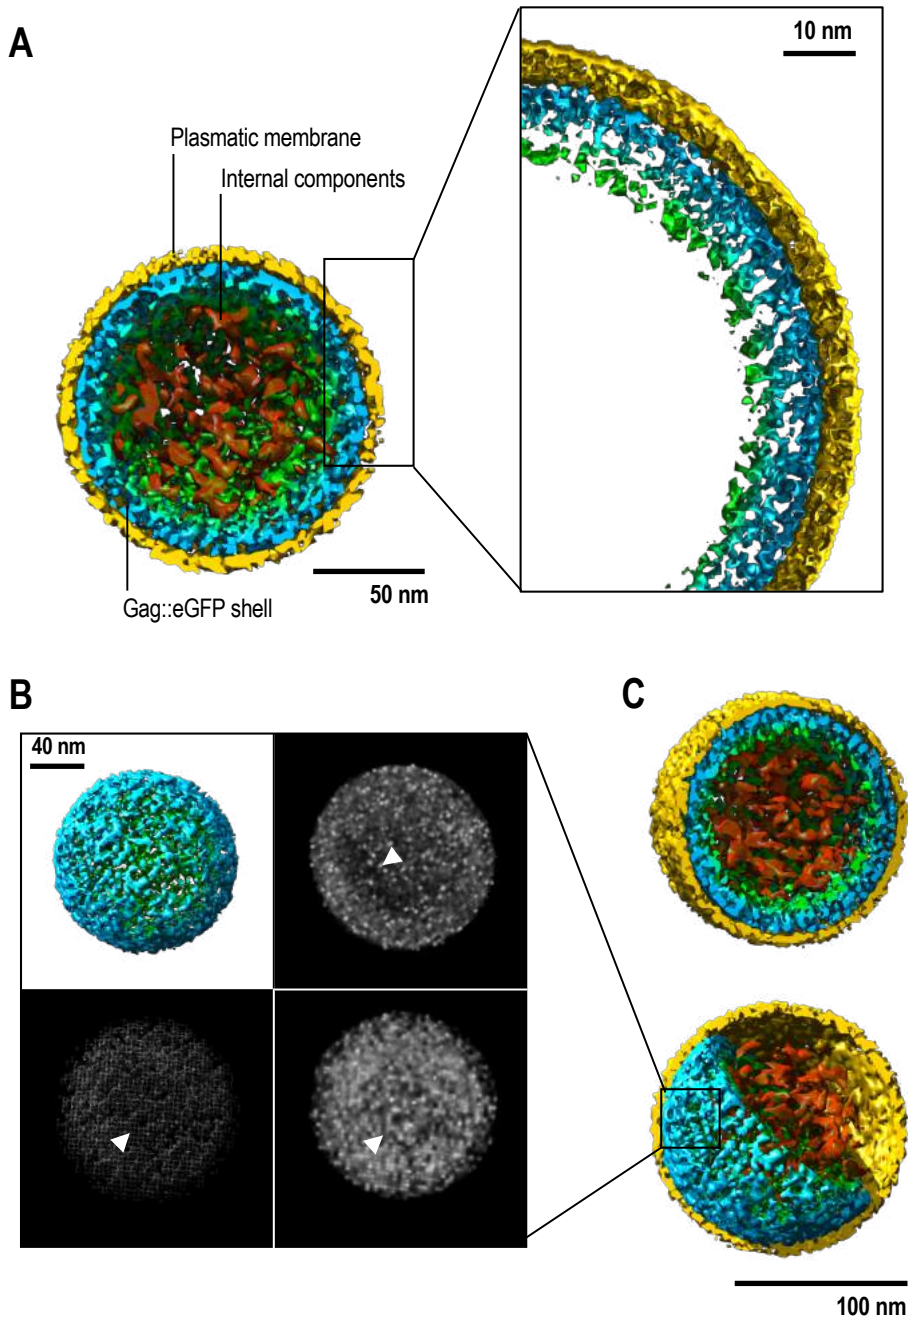 A
10 nm
Plasmatic membrane
Internal components
50 nm
Gag::eGFP shell
B
C
40 nm
100 nm